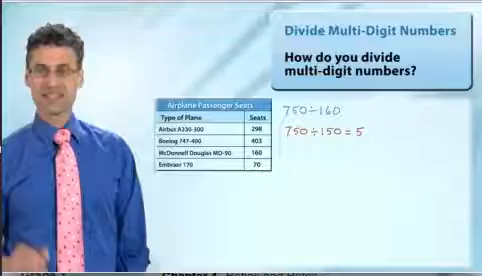 Divide Multi-Digit Numbers
How do you divide
multi-digit numbers?
Airplane Passenger Seats
Type of Plane Seats
Airbus A330-300 298
Boeing 747-400 403
McDonnell Douglas MD-90 160
Embraer 170 70
750÷160
750÷150=5
Chapter 4